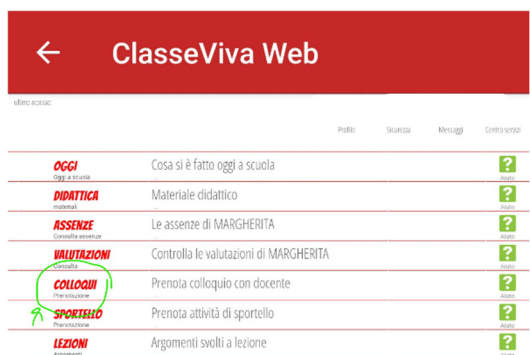 ClasseViva Web
ultimo accesso:
Profilo Sicurezza Messaggi Centro servizi
OGGI Cosa si è fatto oggi a scuola
Oggi a scuola Aiuto
DIDATTICA Materiale didattico
materiali Aiuto
ASSENZE Le assenze di MARGHERITA
Consulta assenze Aiuto
VALUTAZIONI Controlla le valutazioni di MARGHERITA
Consulta Aiuto
COLLOQUI Prenota colloquio con docente
Prenotazione Aiuto
SPORTELLO Prenota attività di sportello
Prenotazione Aiuto
LEZIONI Argomenti svolti a lezione
Argomenti Aiuto